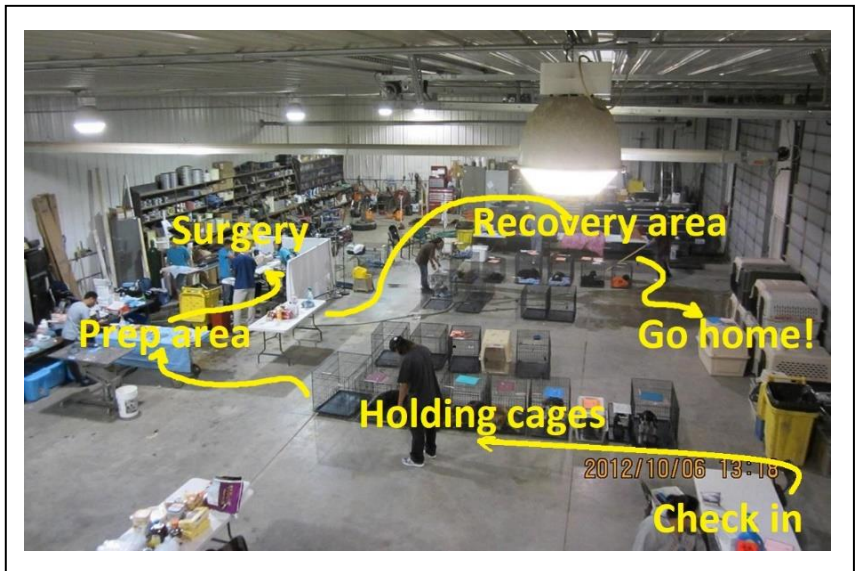 Surgery
Recovery area
Prep area
Go home!
Holding cages
2012/10/06 13:18
Check in